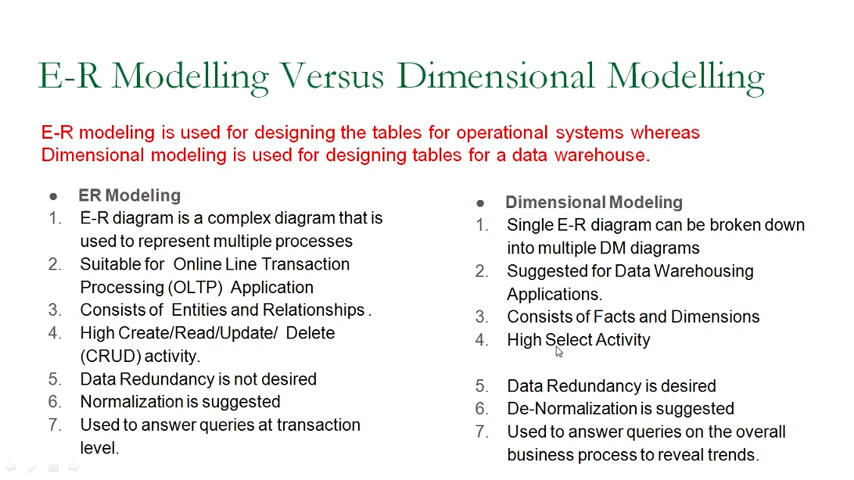 E-R Modelling Versus Dimensional Modelling
E-R modeling is used for designing the tables for operational systems whereas
Dimensional modeling is used for designing tables for a data warehouse.
● ER Modeling
1. E-R diagram is a complex diagram that is
used to represent multiple processes
2. Suitable for Online Line Transaction
Processing (OLTP) Application
3. Consists of Entities and Relationships .
4. High Create/Read/Update/ Delete
(CRUD) activity.
5. Data Redundancy is not desired
6. Normalization is suggested
7. Used to answer queries at transaction
level.
● Dimensional Modeling
1. Single E-R diagram can be broken down
into multiple DM diagrams
2. Suggested for Data Warehousing
Applications.
3. Consists of Facts and Dimensions
4. High Select Activity
5. Data Redundancy is desired
6. De-Normalization is suggested
7. Used to answer queries on the overall
business process to reveal trends.